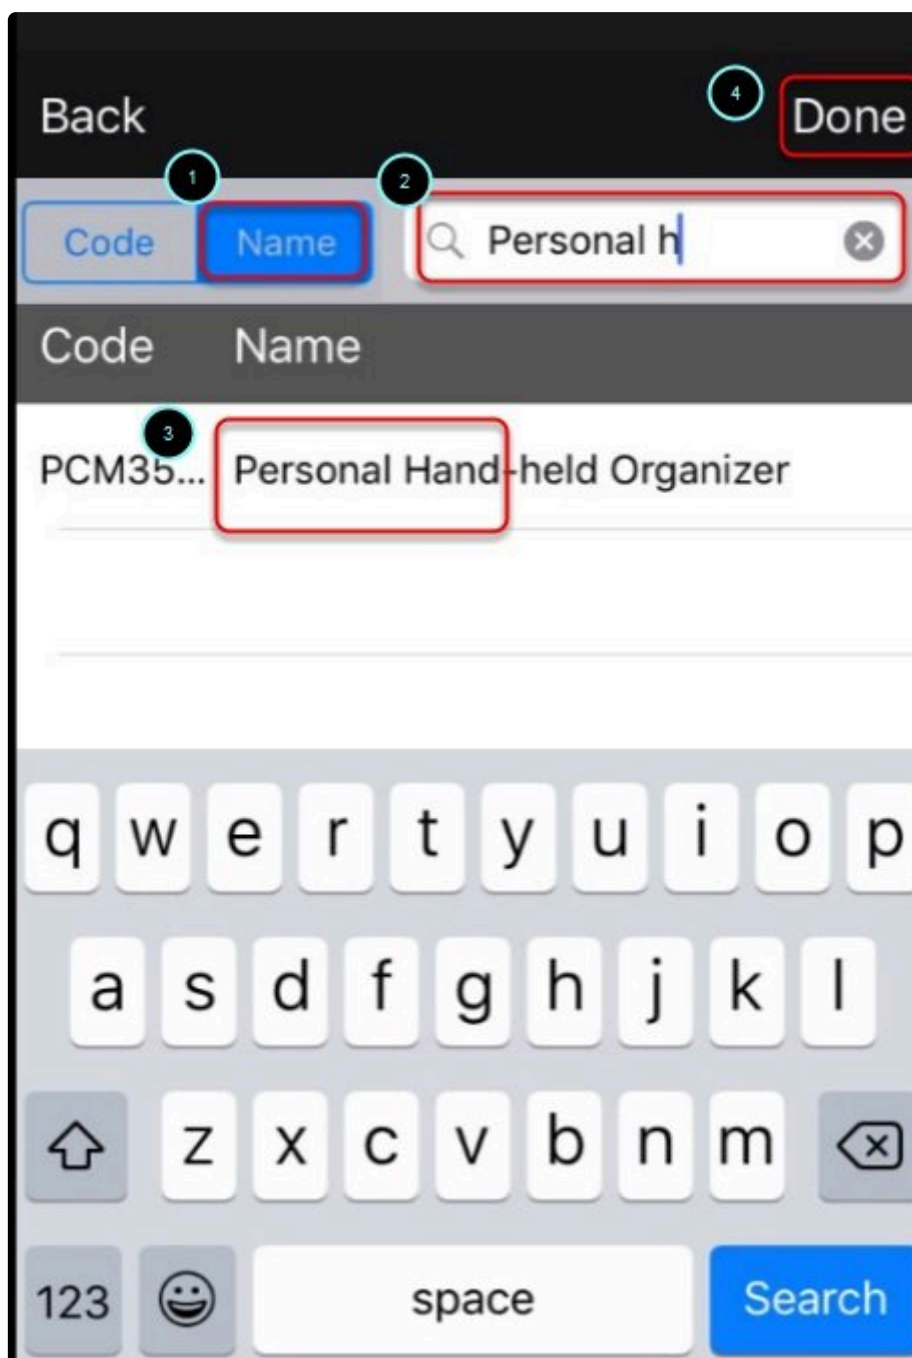 Back 4 Done
1 2
Code Name Personal h
Code Name
3
PCM35... Personal Hand-held Organizer
q w e r t y u i o p
a s d f g h j k l
z x c v b n m
123 space Search